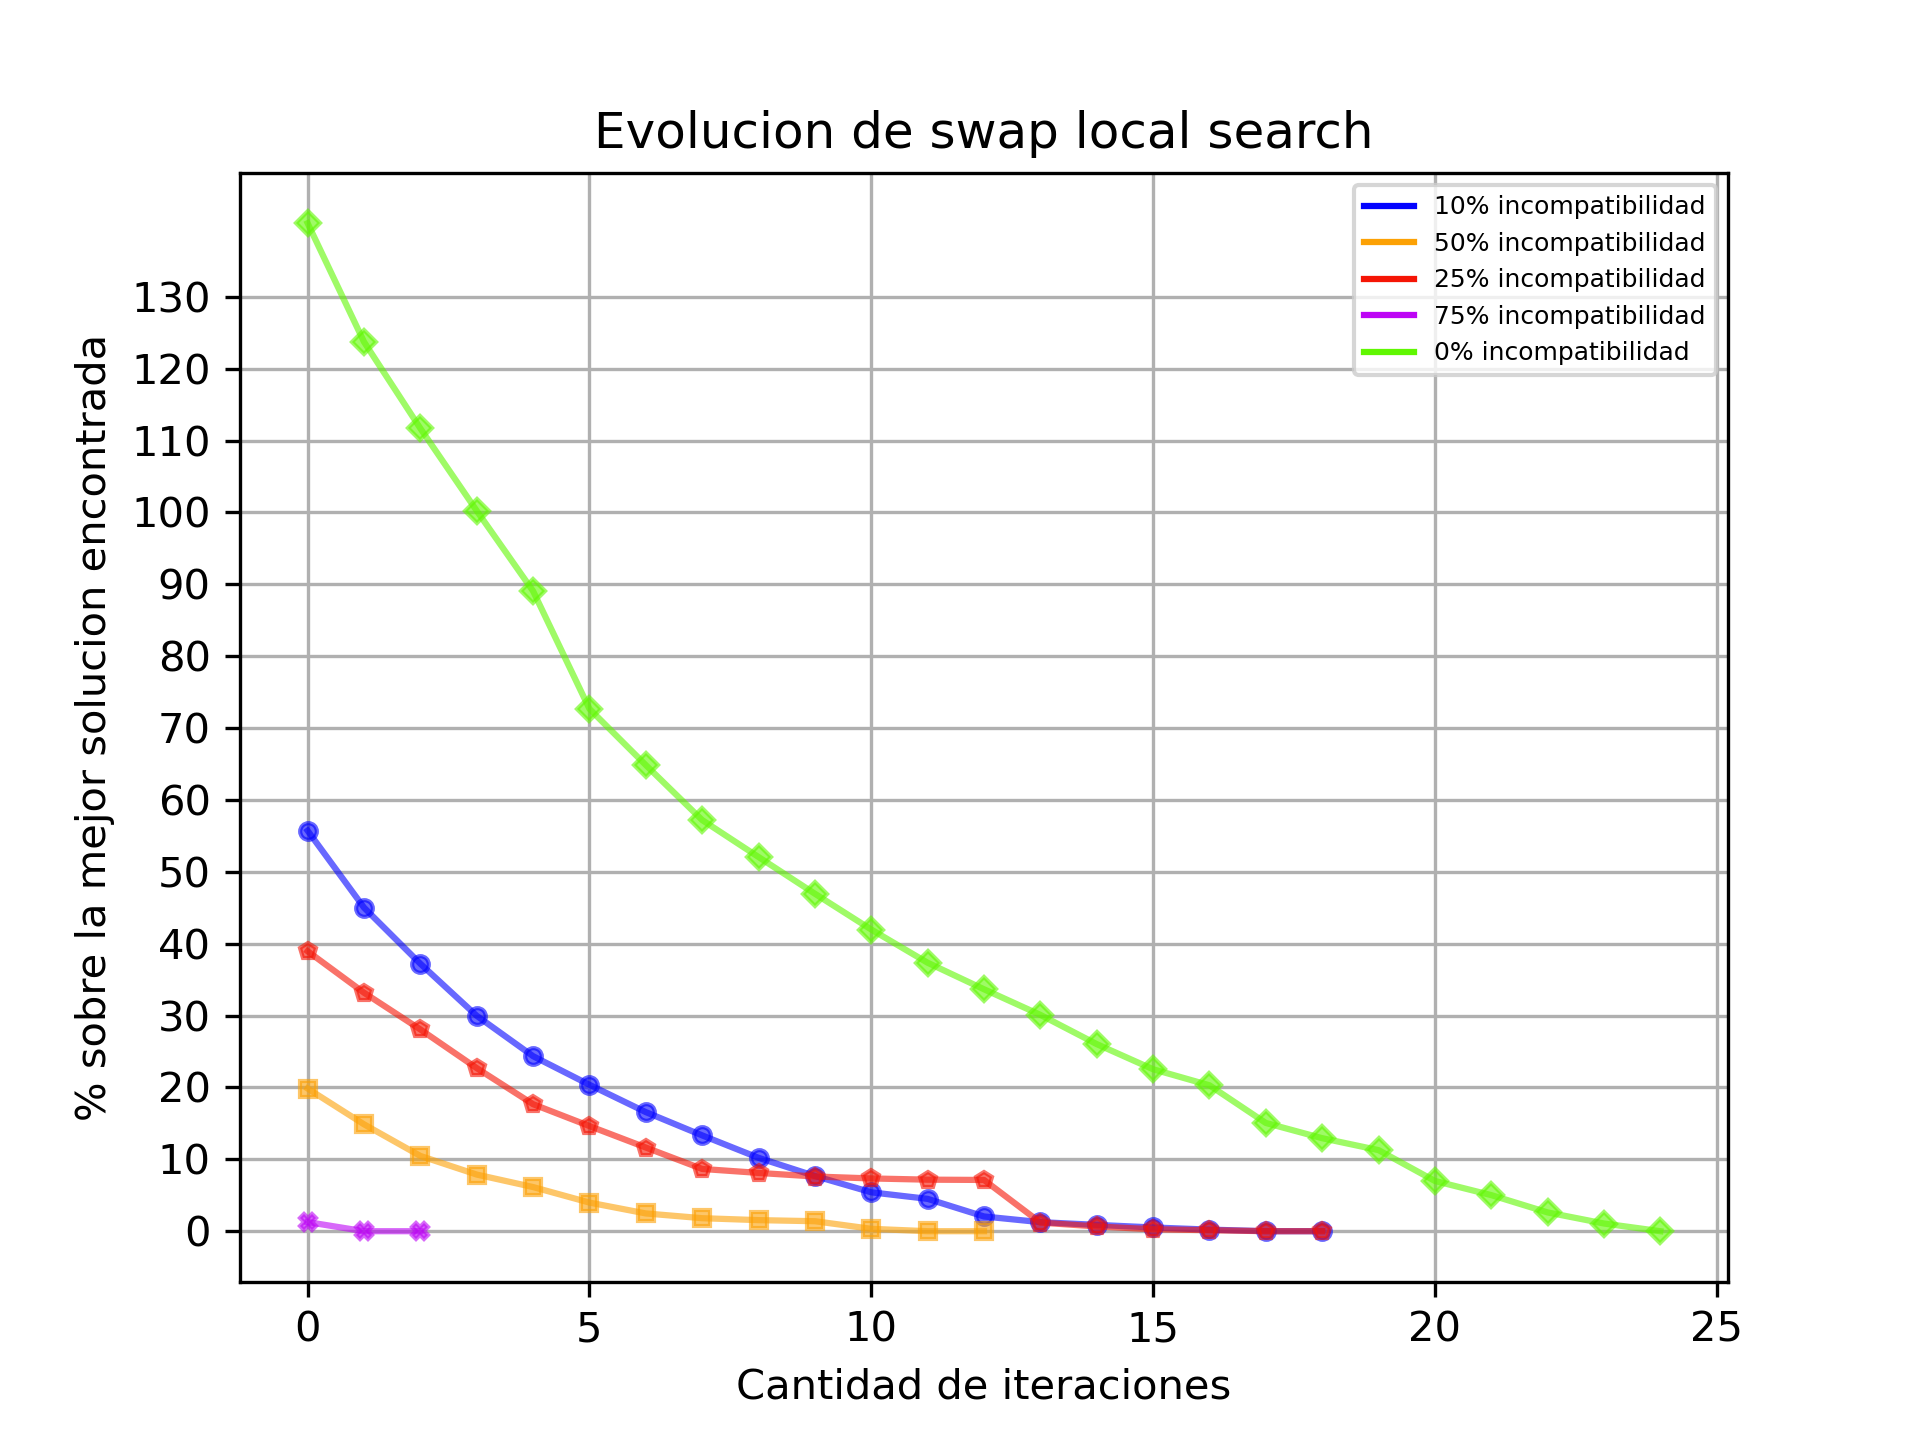 Evolucion de swap local search
10% incompatibilidad
50% incompatibilidad
25% incompatibilidad
75% incompatibilidad
0% incompatibilidad
% sobre la mejor solucion encontrada
130
120
110
100
90
80
70
60
50
40
30
20
10
0
0 5 10 15 20 25
Cantidad de iteraciones